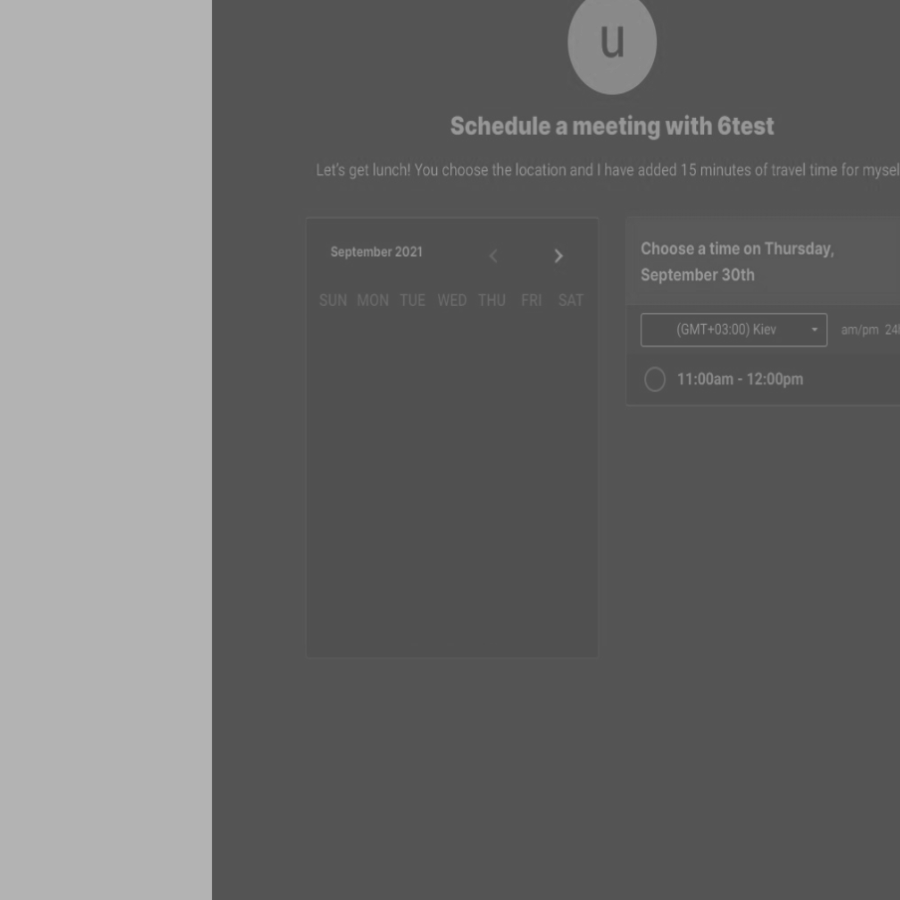 u
Schedule a meeting with 6test
Let's get lunch! You choose the location and I have added 15 minutes of travel time for
September 2021
SUN MON TUE WED THU FRI SAT
Choose a time on Thursday,
September 30th
(GMT+03:00) Kiev
am/pm
11:00am - 12:00pm